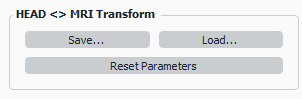 HEAD <> MRI Transform
Save... Load...
Reset Parameters